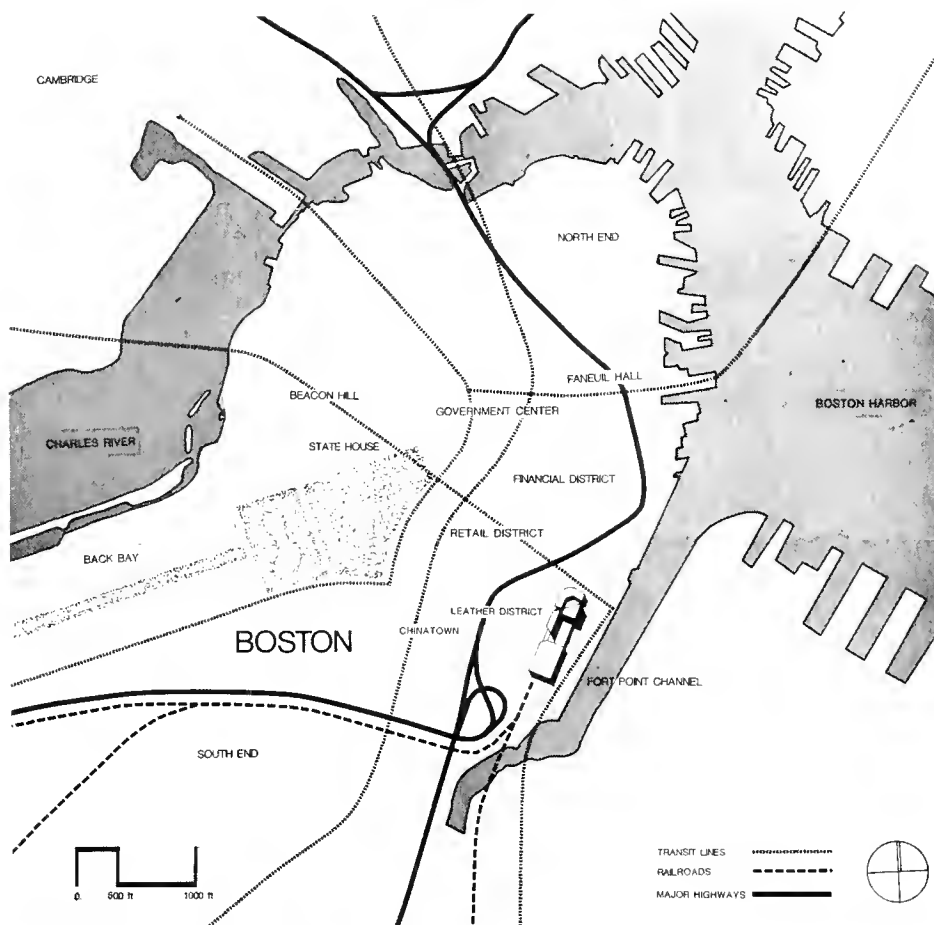 CAMBRIDGE
NORTH END
FANEUIL HALL
BEACON HILL
GOVERNMENT CENTER
BOSTON HARBOR
CHARLES RIVER
STATE HOUSE
FINANCIAL DISTRICT
RETAIL DISTRICT
BACK BAY
LEATHER DISTRICT
CHINATOWN
BOSTON
FORT POINT CHANNEL
SOUTH END
TRANSIT LINES
RAILROADS
MAJOR HIGHWAYS
0 500 ft 1000 ft